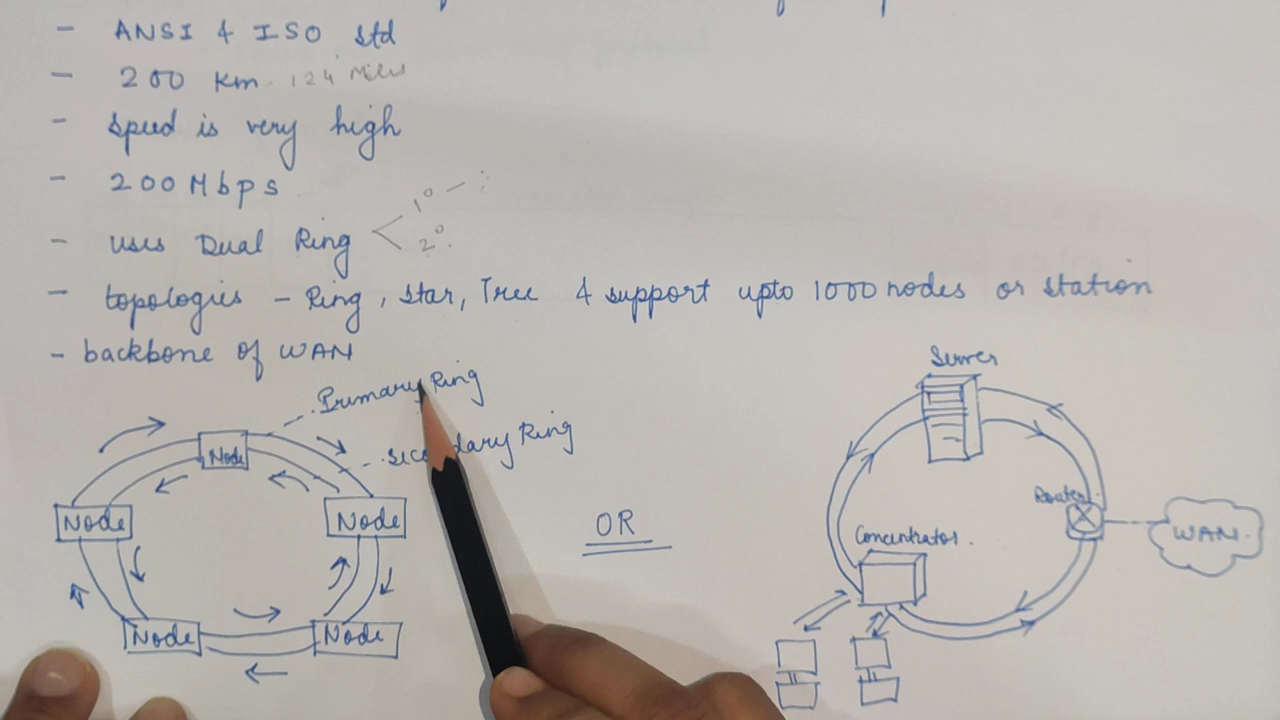 - ANSI & ISO std
- 200 Km. 124 Miles
- speed is very high
- 200 Mbps
- uses Dual Ring < 1° - 2°
- topologies - Ring, Star, Tree & support upto 1000 nodes or station
- backbone of WAN
Primary Ring
Secondary Ring
Node
Node
Node
Node
Node
OR
Server
Router
Concentrator.
WAN.